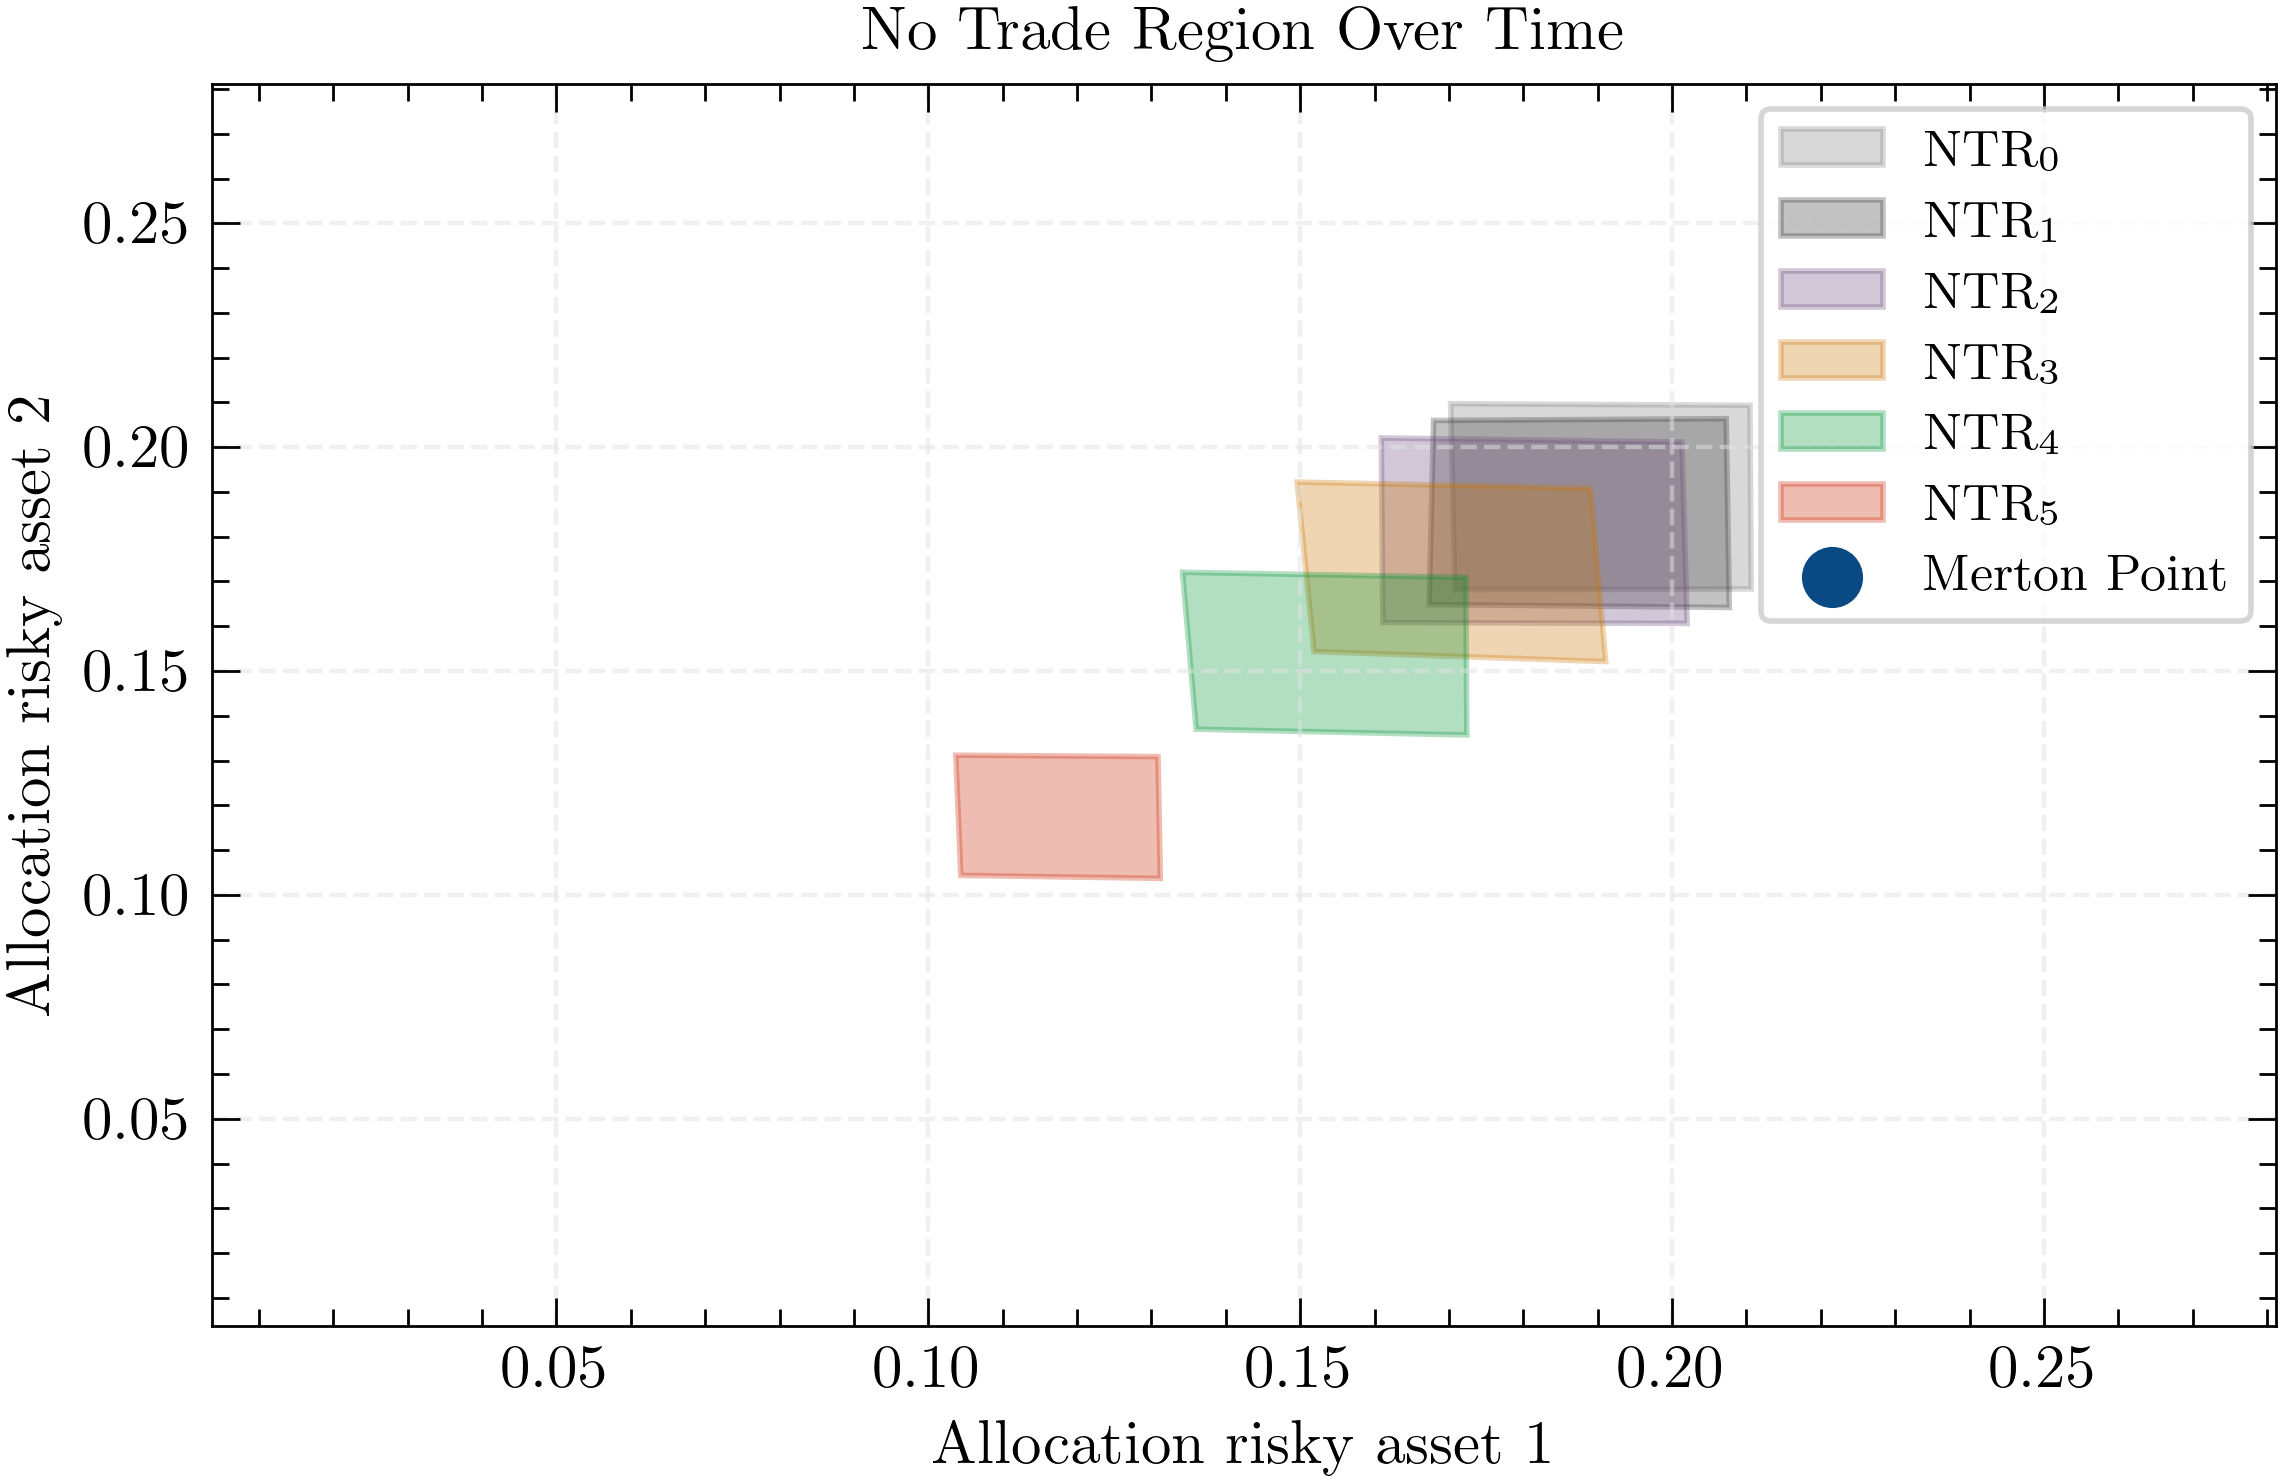 No Trade Region Over Time
NTR₀
NTR₁
NTR₂
NTR₃
NTR₄
NTR₅
Merton Point
Allocation risky asset 2
0.25
0.20
0.15
0.10
0.05
0.05 0.10 0.15 0.20 0.25
Allocation risky asset 1